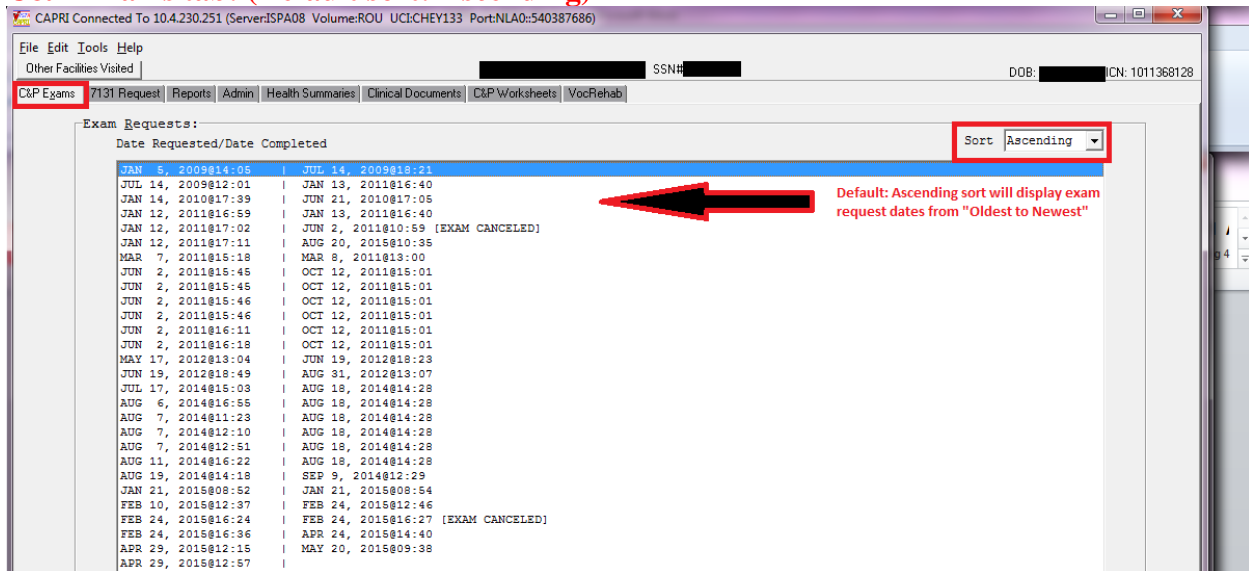 CAPRI Connected To 10.4.230.251 (Server:ISPA08 Volume:ROU UCI:CHEY133 Port:NLA0::540387686)
File Edit Tools Help
Other Facilities Visited SSN# DOB: ICN: 1011368128
C&P Exams 7131 Request Reports Admin Health Summaries Clinical Documents C&P Worksheets VocRehab
Exam Requests:
Date Requested/Date Completed Sort Ascending
JAN 5, 2009@14:05 | JUL 14, 2009@18:21
JUL 14, 2009@12:01 | JAN 13, 2011@16:40
JAN 14, 2010@17:39 | JUN 21, 2010@17:05
JAN 12, 2011@16:59 | JAN 13, 2011@16:40
JAN 12, 2011@17:02 | JUN 2, 2011@10:59 [EXAM CANCELED]
JAN 12, 2011@17:11 | AUG 20, 2015@10:35
MAR 7, 2011@15:18 | MAR 8, 2011@13:00
JUN 2, 2011@15:45 | OCT 12, 2011@15:01
JUN 2, 2011@15:45 | OCT 12, 2011@15:01
JUN 2, 2011@15:46 | OCT 12, 2011@15:01
JUN 2, 2011@15:46 | OCT 12, 2011@15:01
JUN 2, 2011@16:11 | OCT 12, 2011@15:01
JUN 2, 2011@16:18 | OCT 12, 2011@15:01
MAY 17, 2012@13:04 | JUN 19, 2012@18:23
JUN 19, 2012@18:49 | AUG 31, 2012@13:07
JUL 17, 2014@15:03 | AUG 18, 2014@14:28
AUG 6, 2014@16:55 | AUG 18, 2014@14:28
AUG 7, 2014@11:23 | AUG 18, 2014@14:28
AUG 7, 2014@12:10 | AUG 18, 2014@14:28
AUG 7, 2014@12:51 | AUG 18, 2014@14:28
AUG 11, 2014@16:22 | AUG 18, 2014@14:28
AUG 19, 2014@14:18 | SEP 9, 2014@12:29
JAN 21, 2015@08:52 | JAN 21, 2015@08:54
FEB 10, 2015@12:37 | FEB 24, 2015@12:46
FEB 24, 2015@16:24 | FEB 24, 2015@16:27 [EXAM CANCELED]
FEB 24, 2015@16:36 | APR 24, 2015@14:40
APR 29, 2015@12:15 | MAY 20, 2015@09:38
APR 29, 2015@12:57 |
Default: Ascending sort will display exam
request dates from "Oldest to Newest"